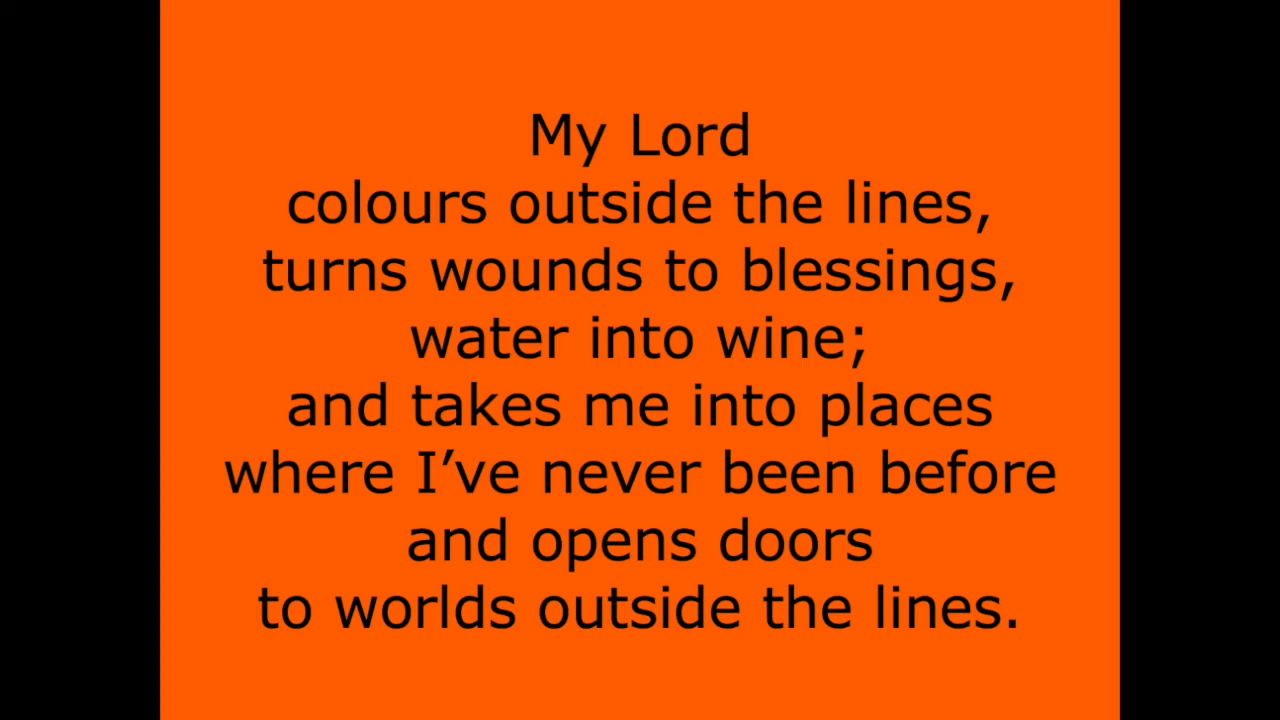 My Lord
colours outside the lines,
turns wounds to blessings,
water into wine;
and takes me into places
where I’ve never been before
and opens doors
to worlds outside the lines.